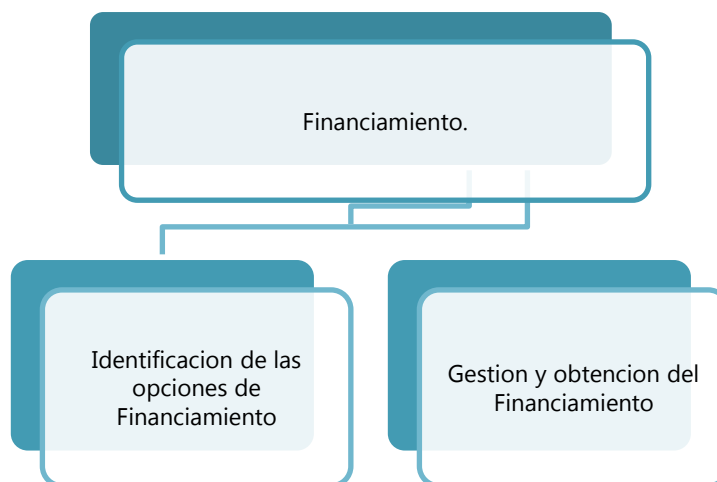 Financiamiento.
Identificacion de las
opciones de
Financiamiento
Gestion y obtencion del
Financiamiento